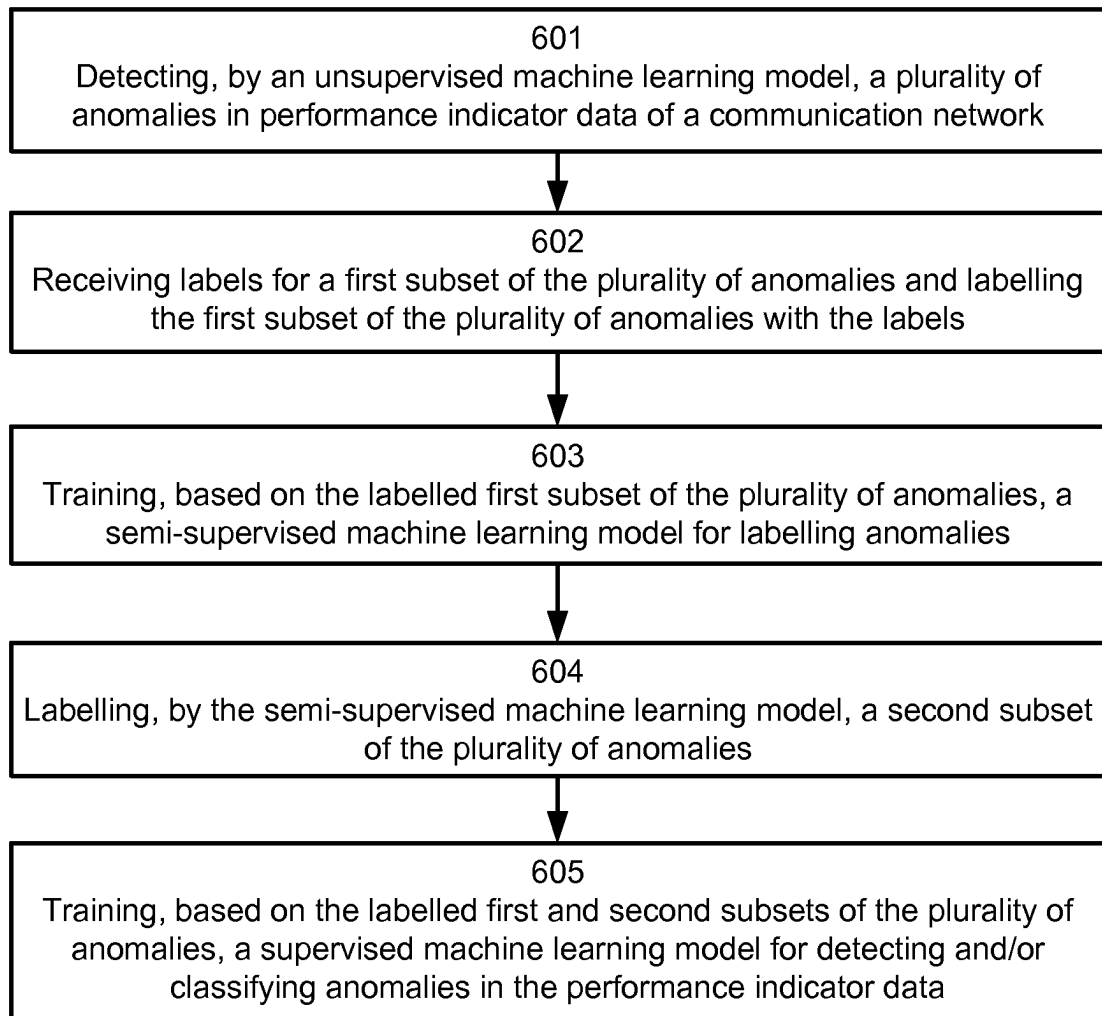 601
Detecting, by an unsupervised machine learning model, a plurality of
anomalies in performance indicator data of a communication network
602
Receiving labels for a first subset of the plurality of anomalies and labelling
the first subset of the plurality of anomalies with the labels
603
Training, based on the labelled first subset of the plurality of anomalies, a
semi-supervised machine learning model for labelling anomalies
604
Labelling, by the semi-supervised machine learning model, a second subset
of the plurality of anomalies
605
Training, based on the labelled first and second subsets of the plurality of
anomalies, a supervised machine learning model for detecting and/or
classifying anomalies in the performance indicator data